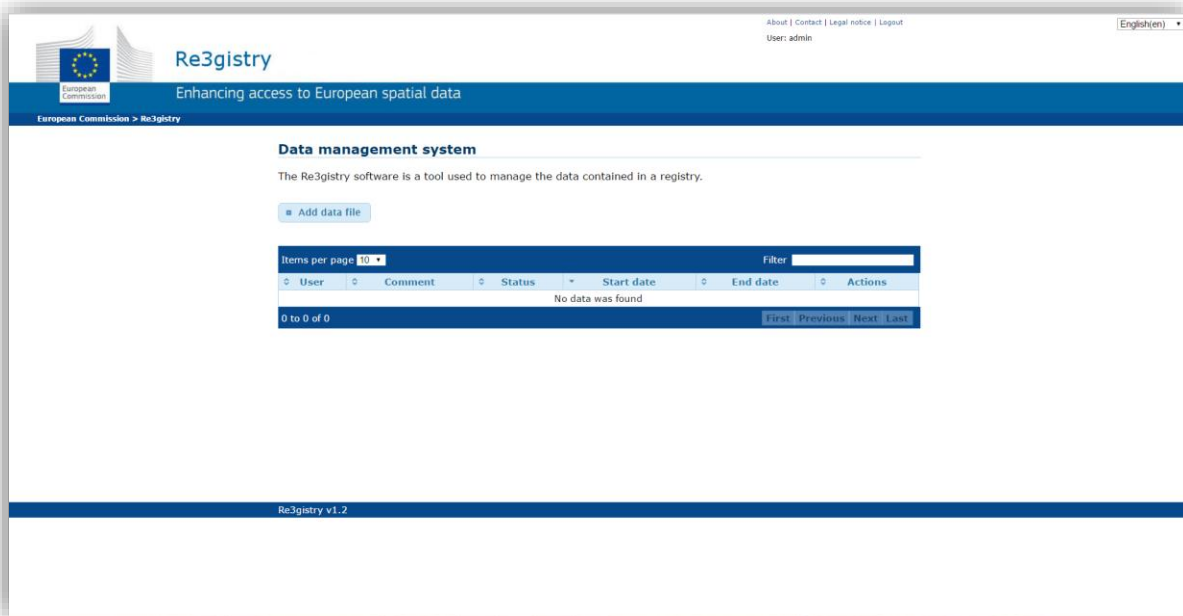 About | Contact | Legal notice | Logout
English(en)
User: admin
Re3gistry
European
Commission
Enhancing access to European spatial data
European Commission > Re3gistry
Data management system
The Re3gistry software is a tool used to manage the data contained in a registry.
Add data file
Items per page 10 Filter
User Comment Status Start date End date Actions
No data was found
0 to 0 of 0 First Previous Next Last
Re3gistry v1.2